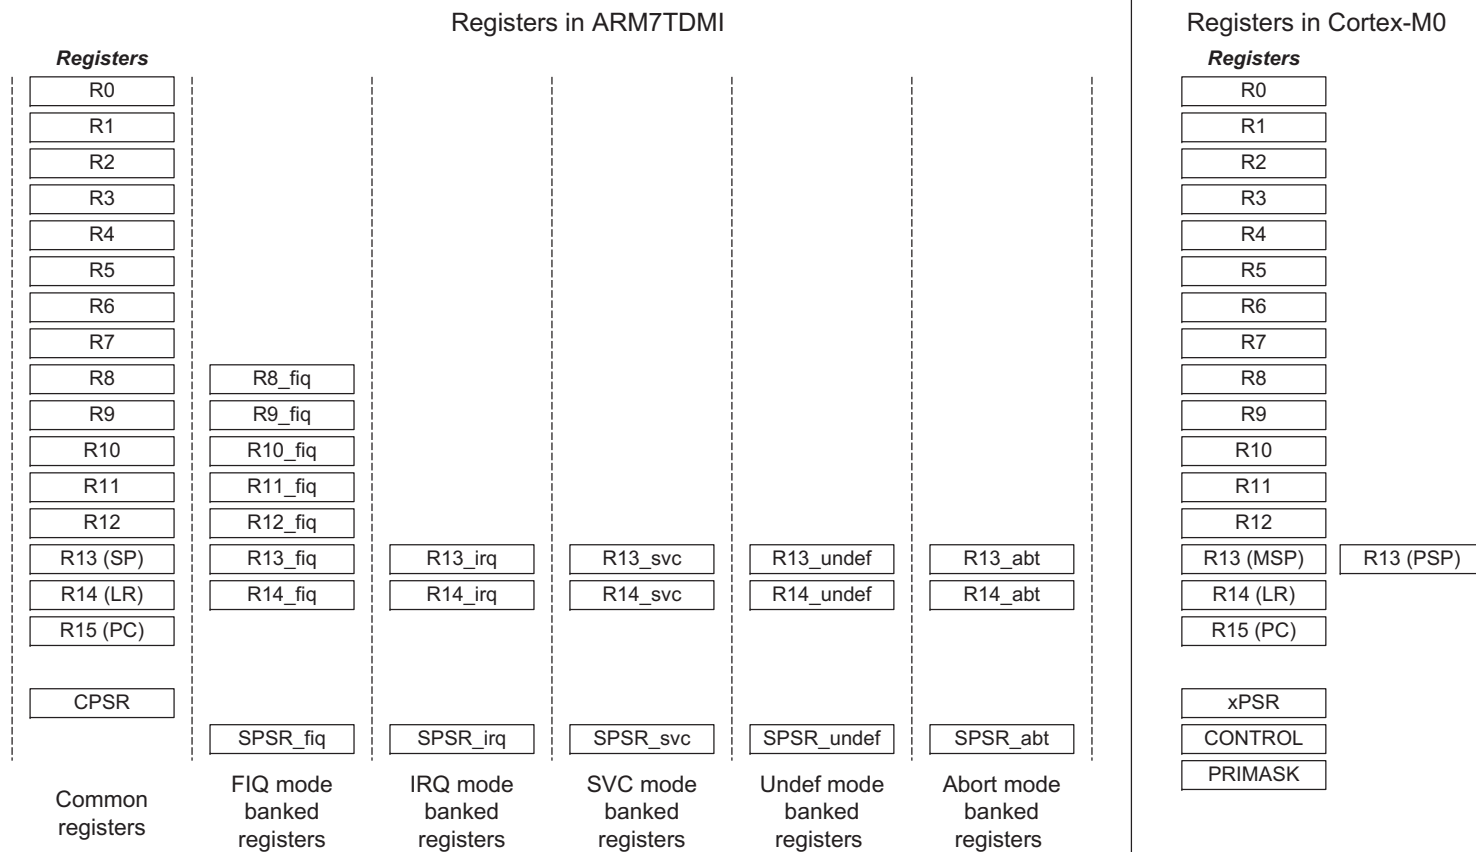 Registers in ARM7TDMI
Registers in Cortex-M0
Registers
Registers
R0
R0
R1
R1
R2
R2
R3
R3
R4
R4
R5
R5
R6
R6
R7
R7
R8
R8_fiq
R8
R9
R9_fiq
R9
R10
R10_fiq
R10
R11
R11_fiq
R11
R12
R12_fiq
R12
R13 (SP)
R13_fiq
R13_irq
R13_svc
R13_undef
R13_abt
R13 (MSP)
R13 (PSP)
R14 (LR)
R14_fiq
R14_irq
R14_svc
R14_undef
R14_abt
R14 (LR)
R15 (PC)
R15 (PC)
CPSR
xPSR
SPSR_fiq
SPSR_irq
SPSR_svc
SPSR_undef
SPSR_abt
CONTROL
PRIMASK
Common
registers
FIQ mode
banked
registers
IRQ mode
banked
registers
SVC mode
banked
registers
Undef mode
banked
registers
Abort mode
banked
registers